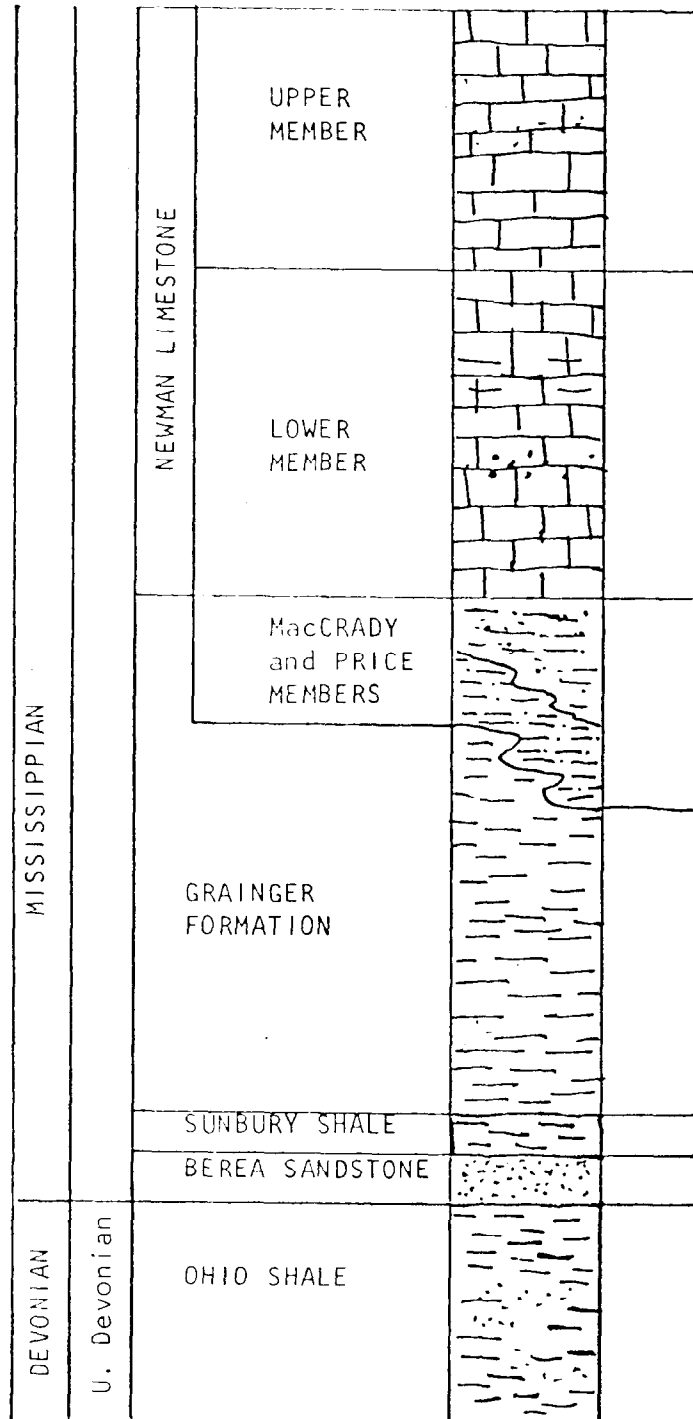 MISSISSIPPIAN
DEVONIAN
U. Devonian
NEWMAN LIMESTONE
UPPER
MEMBER
LOWER
MEMBER
MacCRADY
and PRICE
MEMBERS
GRAINGER
FORMATION
SUNBURY SHALE
BEREA SANDSTONE
OHIO SHALE